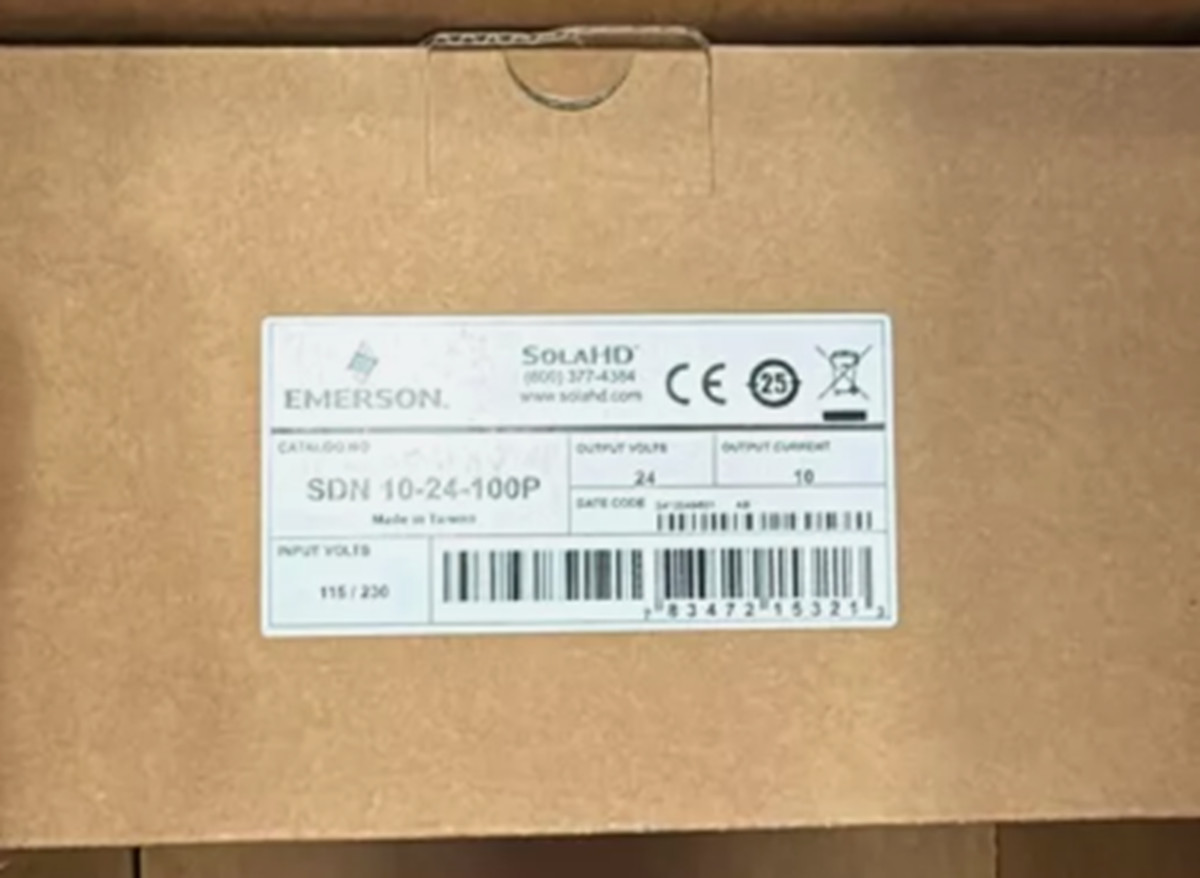 EMERSON.
SOLAHD
(800) 377-4384
www.solahd.com
25
CATALOG NO
SDN 10-24-100P
Made in Taiwan
OUTPUT VOLTS
24
OUTPUT CURRENT
10
DATE CODE
INPUT VOLTS
115 / 230
7 83472 15321 3